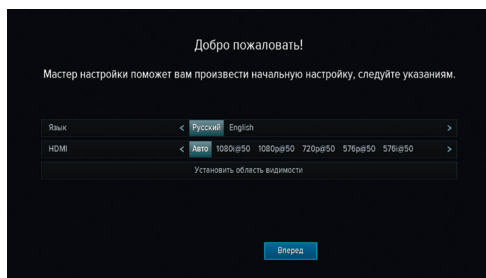 Добро пожаловать!
Мастер настройки поможет вам произвести начальную настройку, следуйте указаниям.
Язык < Русский English >
HDMI < Авто 1080i@50 1080p@50 720p@50 576p@50 576i@50 >
Установить область видимости
Вперед